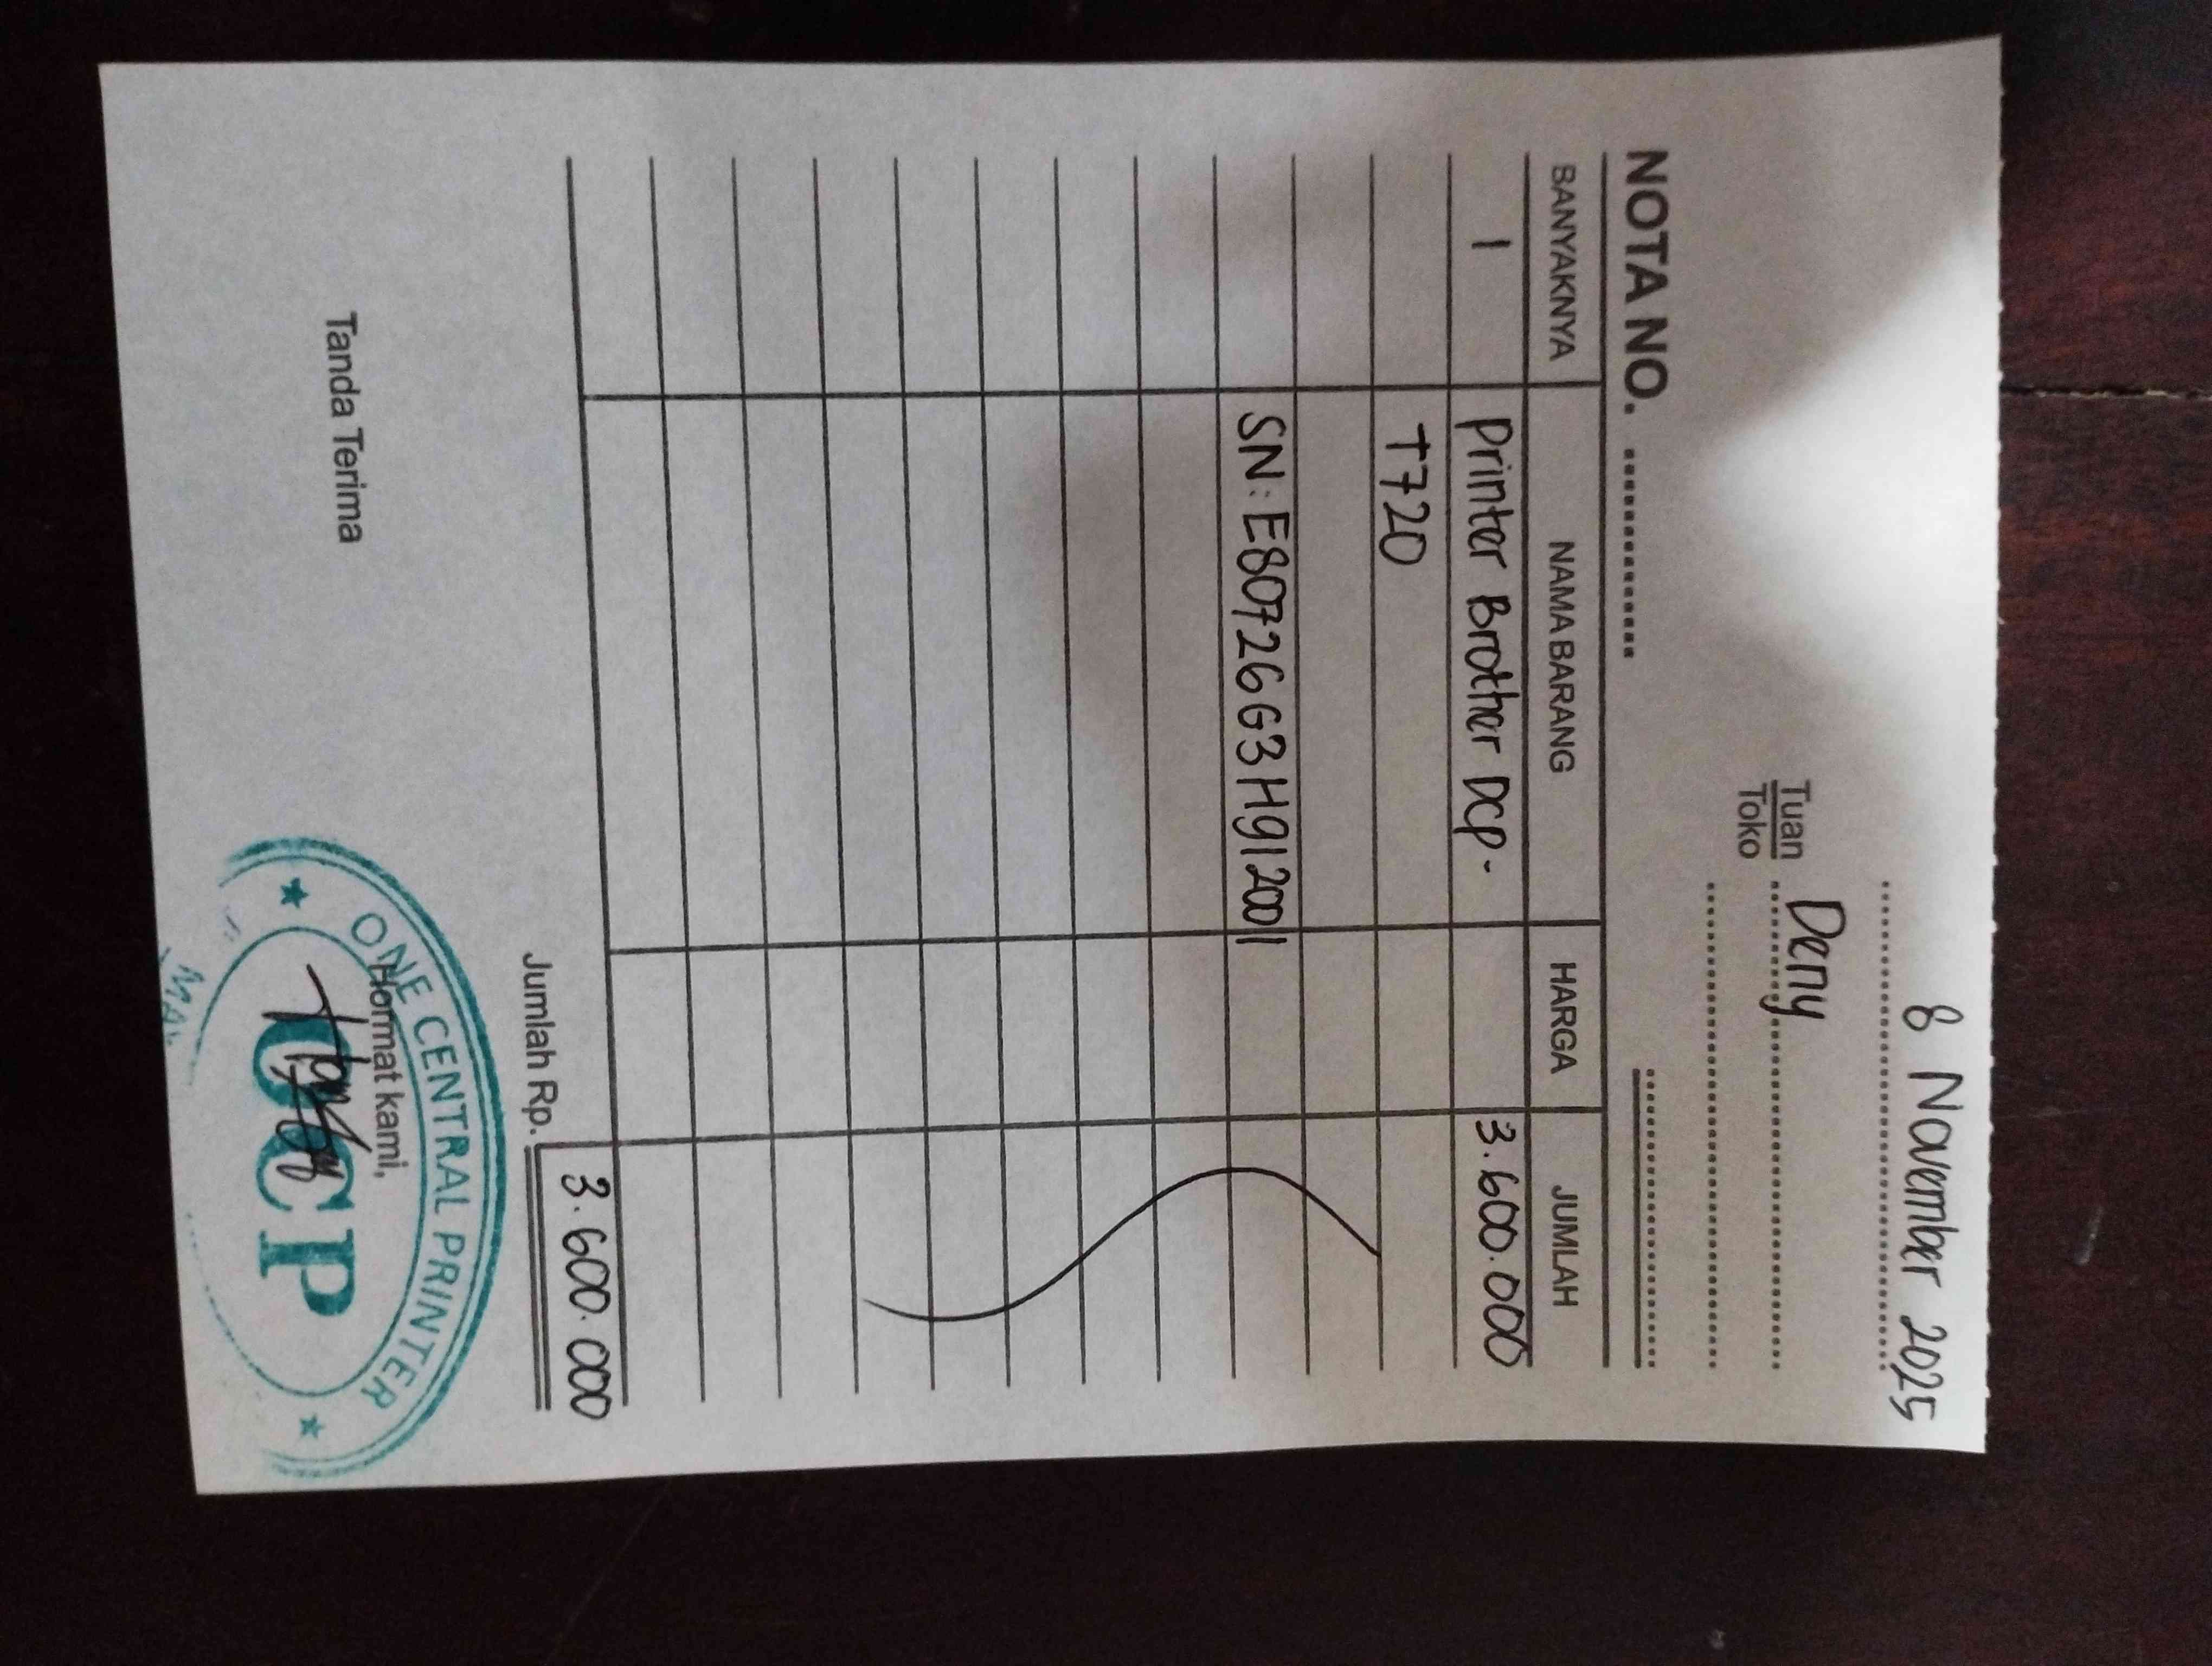 8 November 2025
Tuan Deny
Toko
NOTA NO.
BANYAKNYA NAMA BARANG HARGA JUMLAH
1 Printer Brother DCP- 3.600.000
T720
SN: E80726G3H912001
Jumlah Rp. 3.600.000
Tanda Terima Hormat kami,
ONE CENTRAL PRINTER
OCP